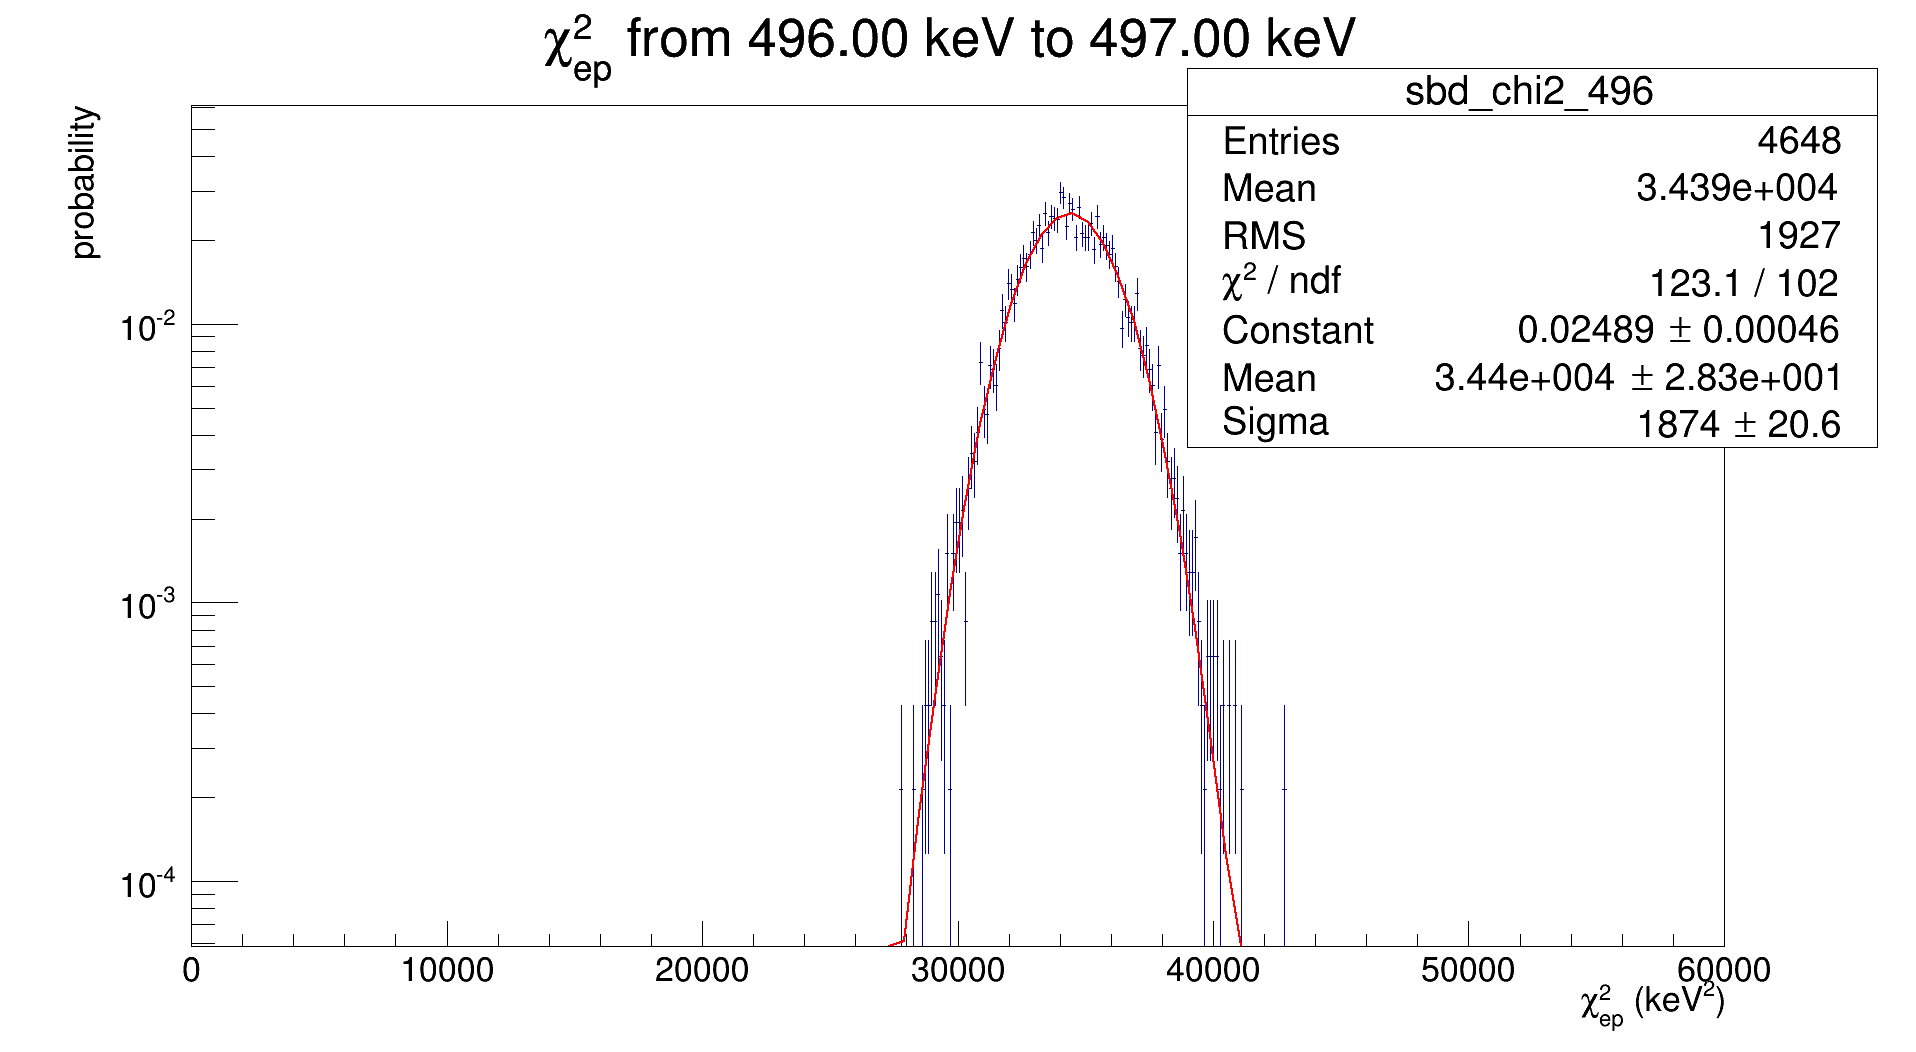 χ²ep from 496.00 keV to 497.00 keV
sbd_chi2_496
Entries 4648
Mean 3.439e+004
RMS 1927
χ² / ndf 123.1 / 102
Constant 0.02489 ± 0.00046
Mean 3.44e+004 ± 2.83e+001
Sigma 1874 ± 20.6
probability
10⁻²
10⁻³
10⁻⁴
0 10000 20000 30000 40000 50000 60000
χ²ep (keV²)